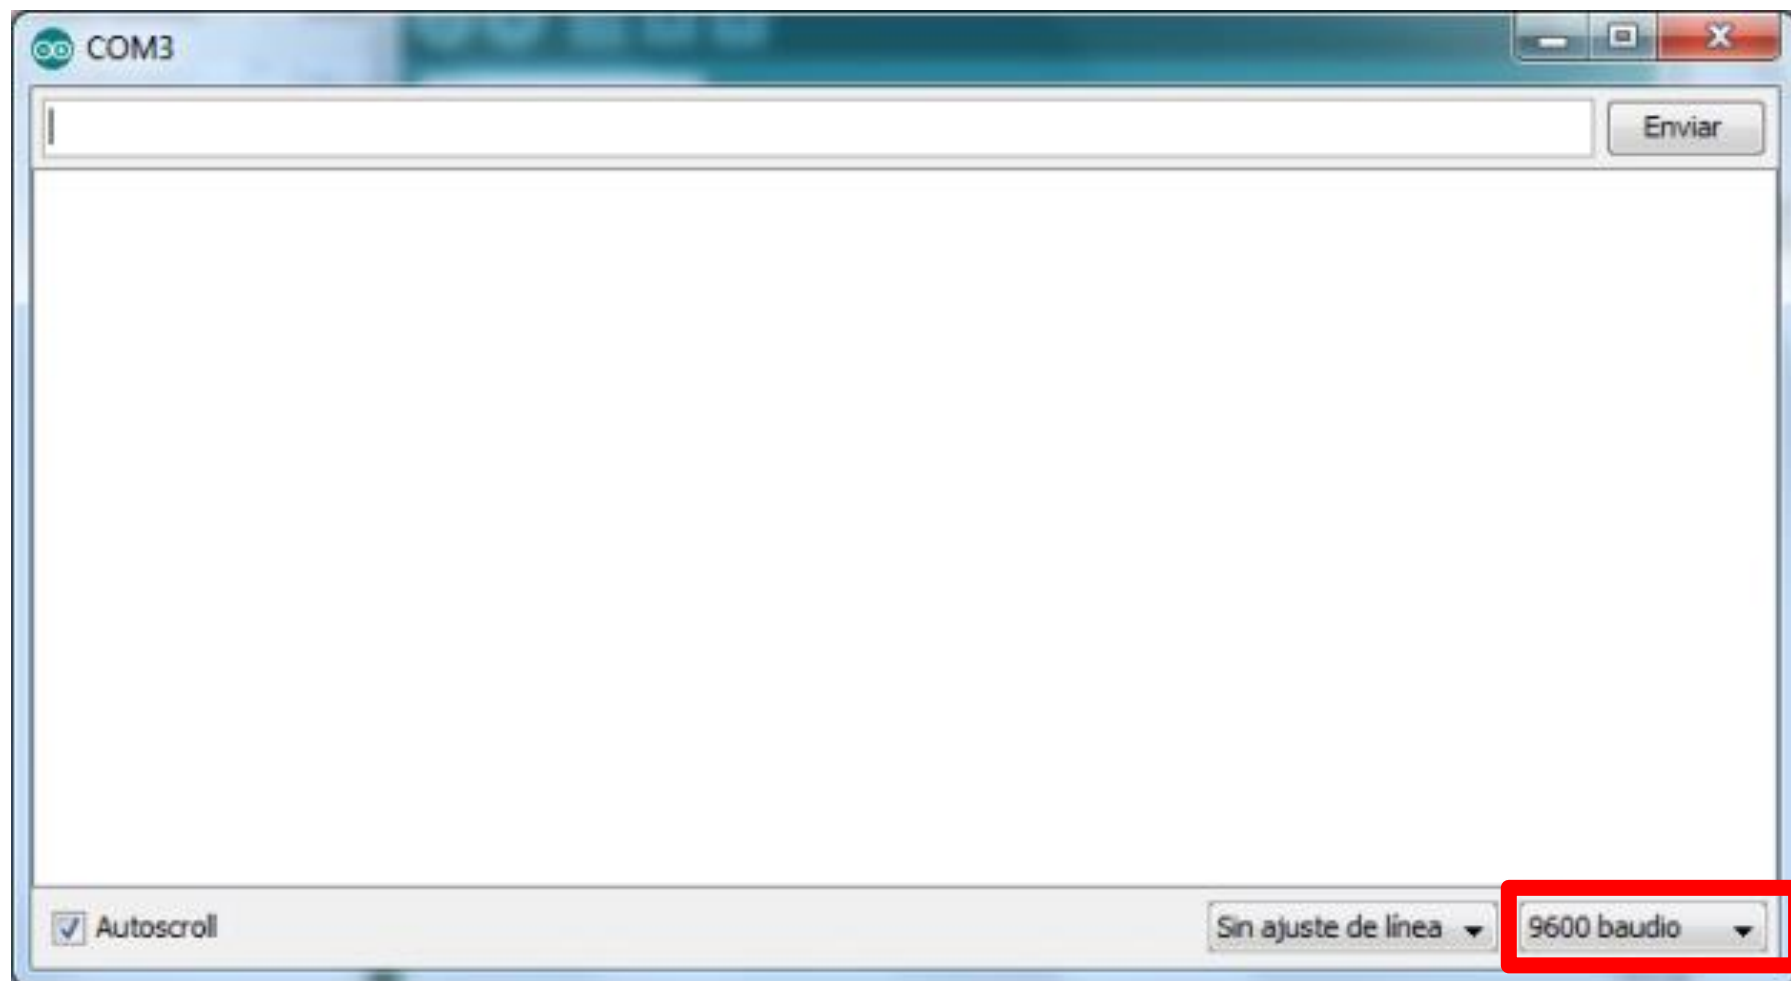 COM3
Enviar
Autoscroll
Sin ajuste de línea
9600 baudio